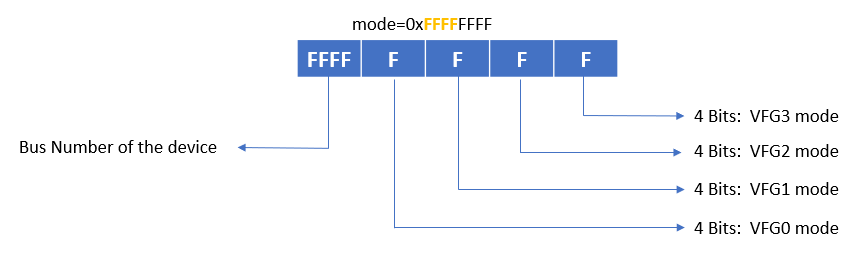 mode=0xFFFFFFFF
FFFF F F F F
4 Bits: VFG3 mode
Bus Number of the device
4 Bits: VFG2 mode
4 Bits: VFG1 mode
4 Bits: VFG0 mode